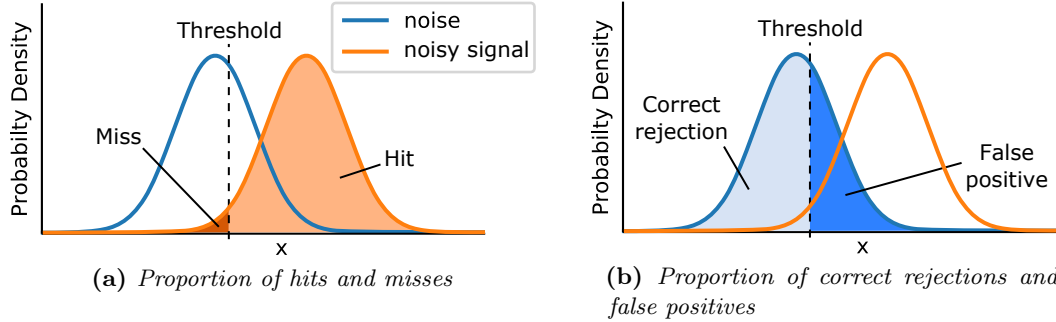 Probabilty Density
Threshold
noise
noisy signal
Miss
Hit
x
(a) Proportion of hits and misses
Probabilty Density
Threshold
Correct
rejection
False
positive
x
(b) Proportion of correct rejections and
false positives